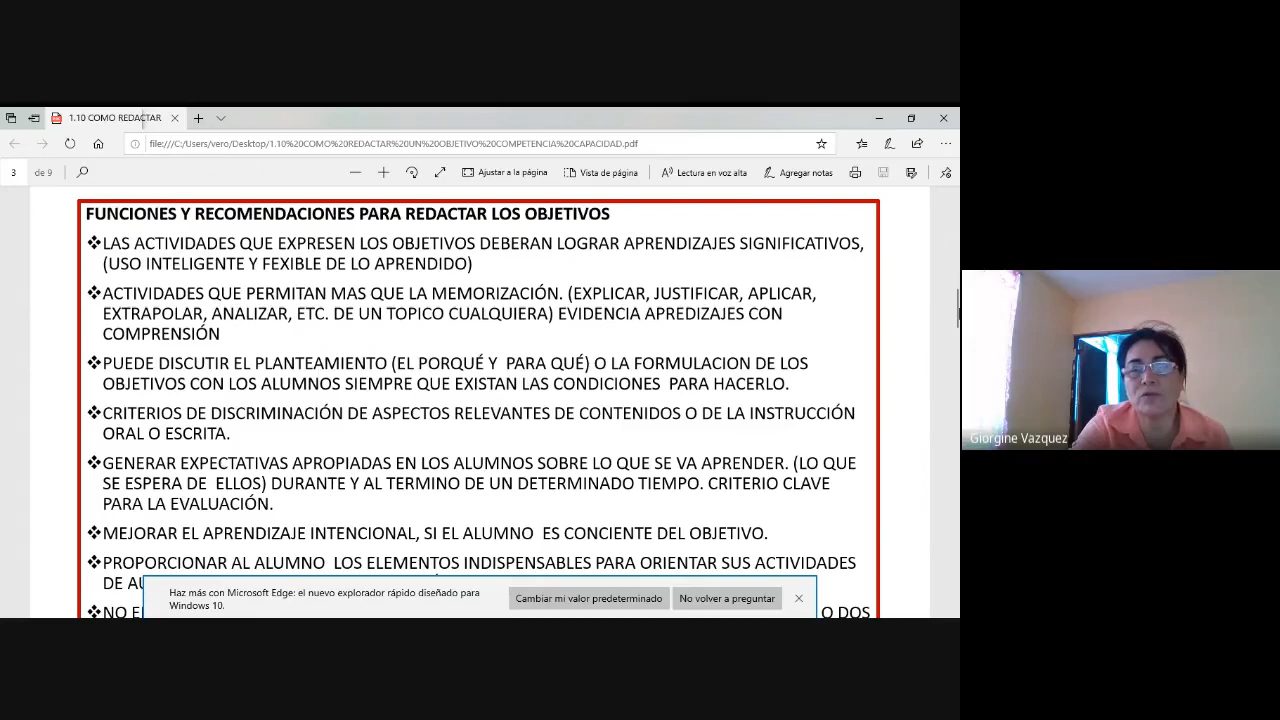 1.10 COMO REDACTAR
file:///C:/Users/vero/Desktop/1.10%20COMO%20REDACTAR%20UN%20OBJETIVO%20COMPETENCIA%20CAPACIDAD.pdf
3 de 9
Ajustar a la página
Vista de página
Lectura en voz alta
Agregar notas
FUNCIONES Y RECOMENDACIONES PARA REDACTAR LOS OBJETIVOS
❖LAS ACTIVIDADES QUE EXPRESEN LOS OBJETIVOS DEBERAN LOGRAR APRENDIZAJES SIGNIFICATIVOS,
(USO INTELIGENTE Y FEXIBLE DE LO APRENDIDO)
❖ACTIVIDADES QUE PERMITAN MAS QUE LA MEMORIZACIÓN. (EXPLICAR, JUSTIFICAR, APLICAR,
EXTRAPOLAR, ANALIZAR, ETC. DE UN TOPICO CUALQUIERA) EVIDENCIA APREDIZAJES CON
COMPRENSIÓN
❖PUEDE DISCUTIR EL PLANTEAMIENTO (EL PORQUÉ Y PARA QUÉ) O LA FORMULACION DE LOS
OBJETIVOS CON LOS ALUMNOS SIEMPRE QUE EXISTAN LAS CONDICIONES PARA HACERLO.
❖CRITERIOS DE DISCRIMINACIÓN DE ASPECTOS RELEVANTES DE CONTENIDOS O DE LA INSTRUCCIÓN
ORAL O ESCRITA.
❖GENERAR EXPECTATIVAS APROPIADAS EN LOS ALUMNOS SOBRE LO QUE SE VA APRENDER. (LO QUE
SE ESPERA DE ELLOS) DURANTE Y AL TERMINO DE UN DETERMINADO TIEMPO. CRITERIO CLAVE
PARA LA EVALUACIÓN.
❖MEJORAR EL APRENDIZAJE INTENCIONAL, SI EL ALUMNO ES CONCIENTE DEL OBJETIVO.
❖PROPORCIONAR AL ALUMNO LOS ELEMENTOS INDISPENSABLES PARA ORIENTAR SUS ACTIVIDADES
DE
❖NO
O DOS
Haz más con Microsoft Edge: el nuevo explorador rápido diseñado para
Windows 10.
Cambiar mi valor predeterminado
No volver a preguntar
Giorgine Vazquez